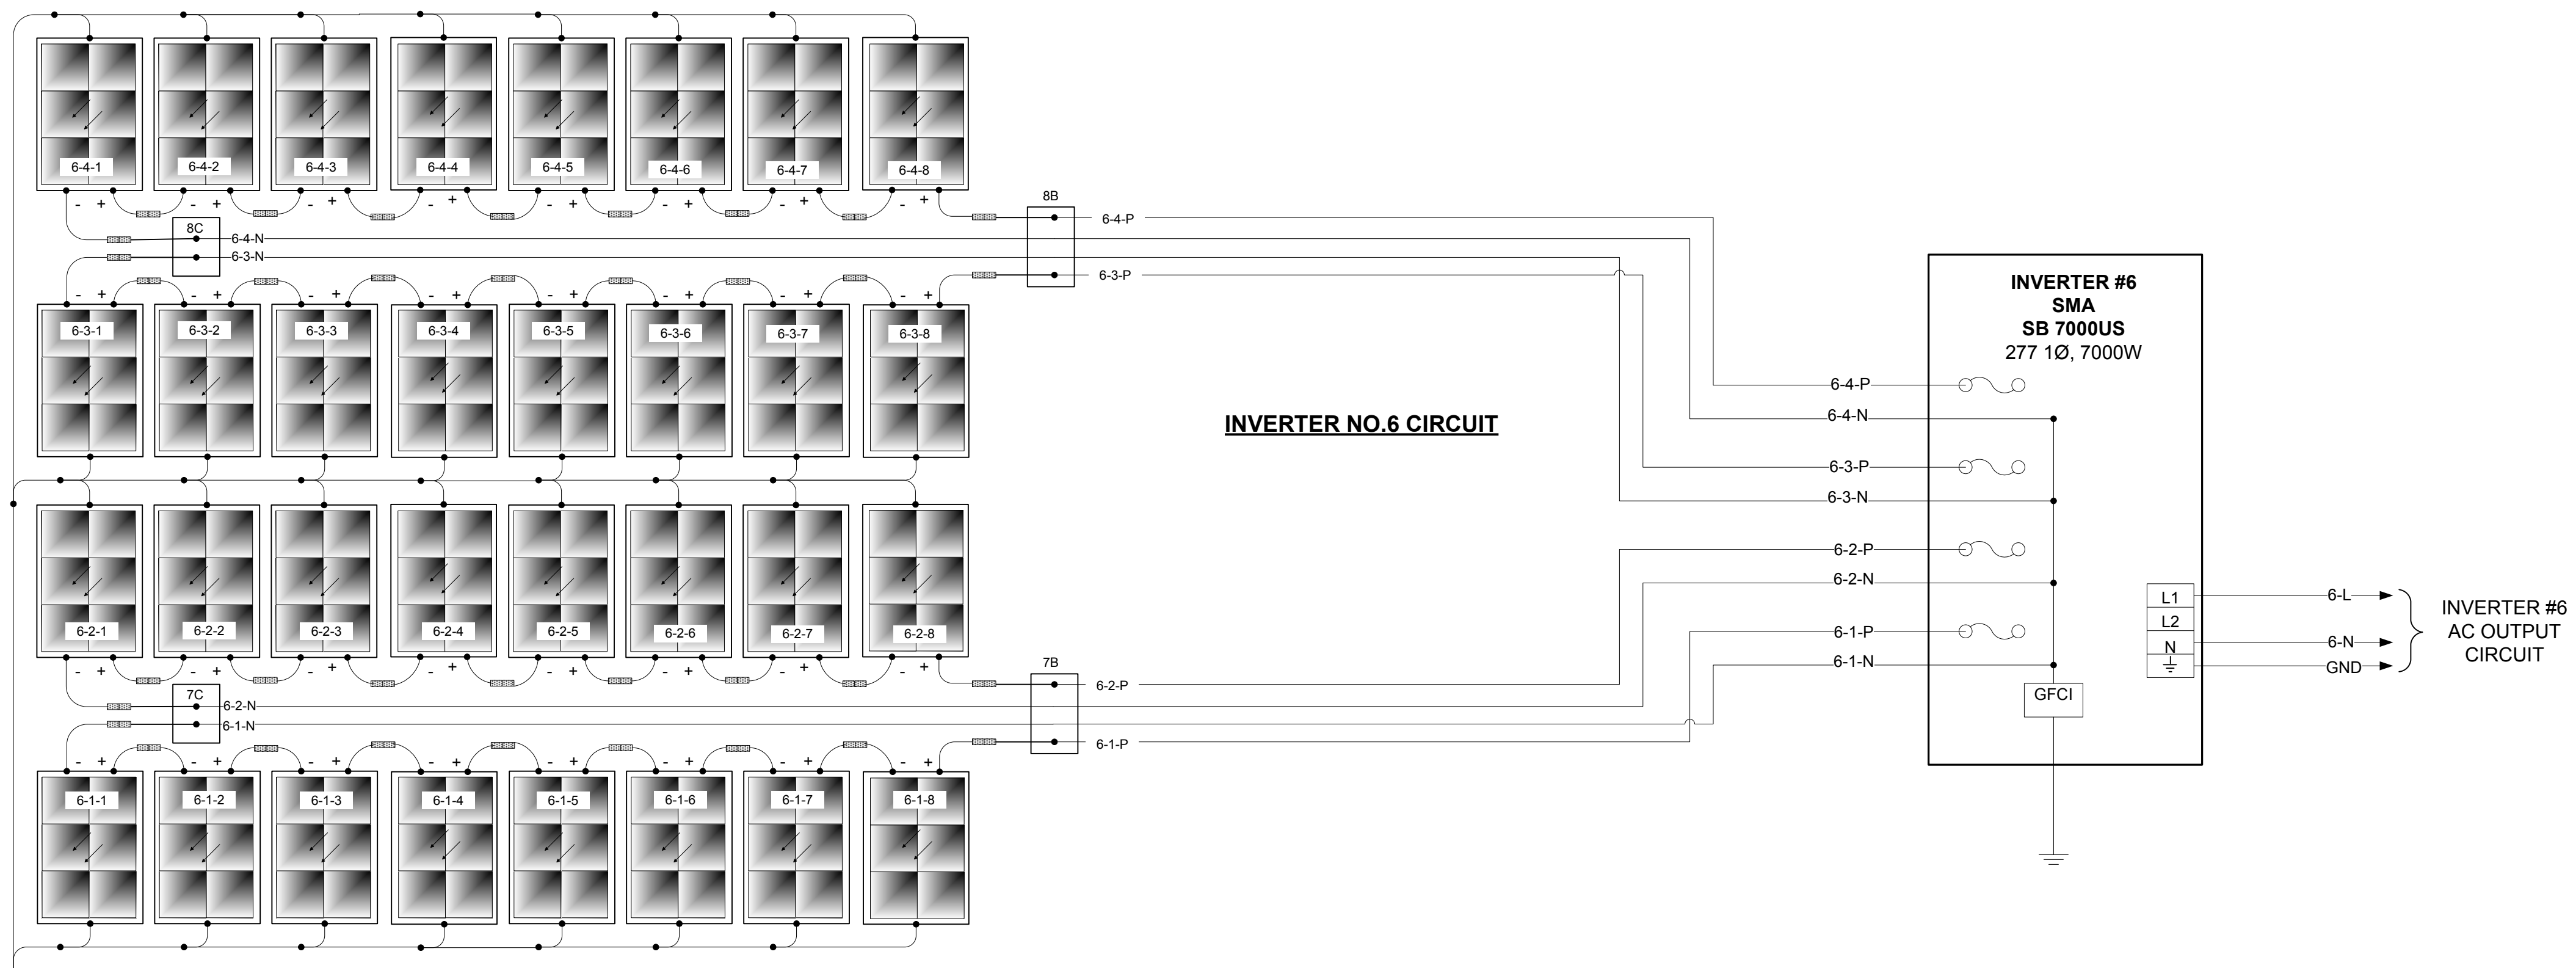 6-4-1 6-4-2 6-4-3 6-4-4 6-4-5 6-4-6 6-4-7 6-4-8
- + - + - + - + - + - + - + - +
8B
6-4-P
8C
6-4-N
6-3-N
6-3-P
- + - + - + - + - + - + - + - +
6-3-1 6-3-2 6-3-3 6-3-4 6-3-5 6-3-6 6-3-7 6-3-8
INVERTER NO.6 CIRCUIT
6-2-1 6-2-2 6-2-3 6-2-4 6-2-5 6-2-6 6-2-7 6-2-8
- + - + - + - + - + - + - + - +
7B
6-2-P
7C
6-2-N
6-1-N
6-1-P
- + - + - + - + - + - + - + - +
6-1-1 6-1-2 6-1-3 6-1-4 6-1-5 6-1-6 6-1-7 6-1-8
INVERTER #6
SMA
SB 7000US
277 1Ø, 7000W
6-4-P
6-4-N
6-3-P
6-3-N
6-2-P
6-2-N
6-1-P
6-1-N
GFCI
L1
L2
N
6-L
6-N
GND
INVERTER #6
AC OUTPUT
CIRCUIT